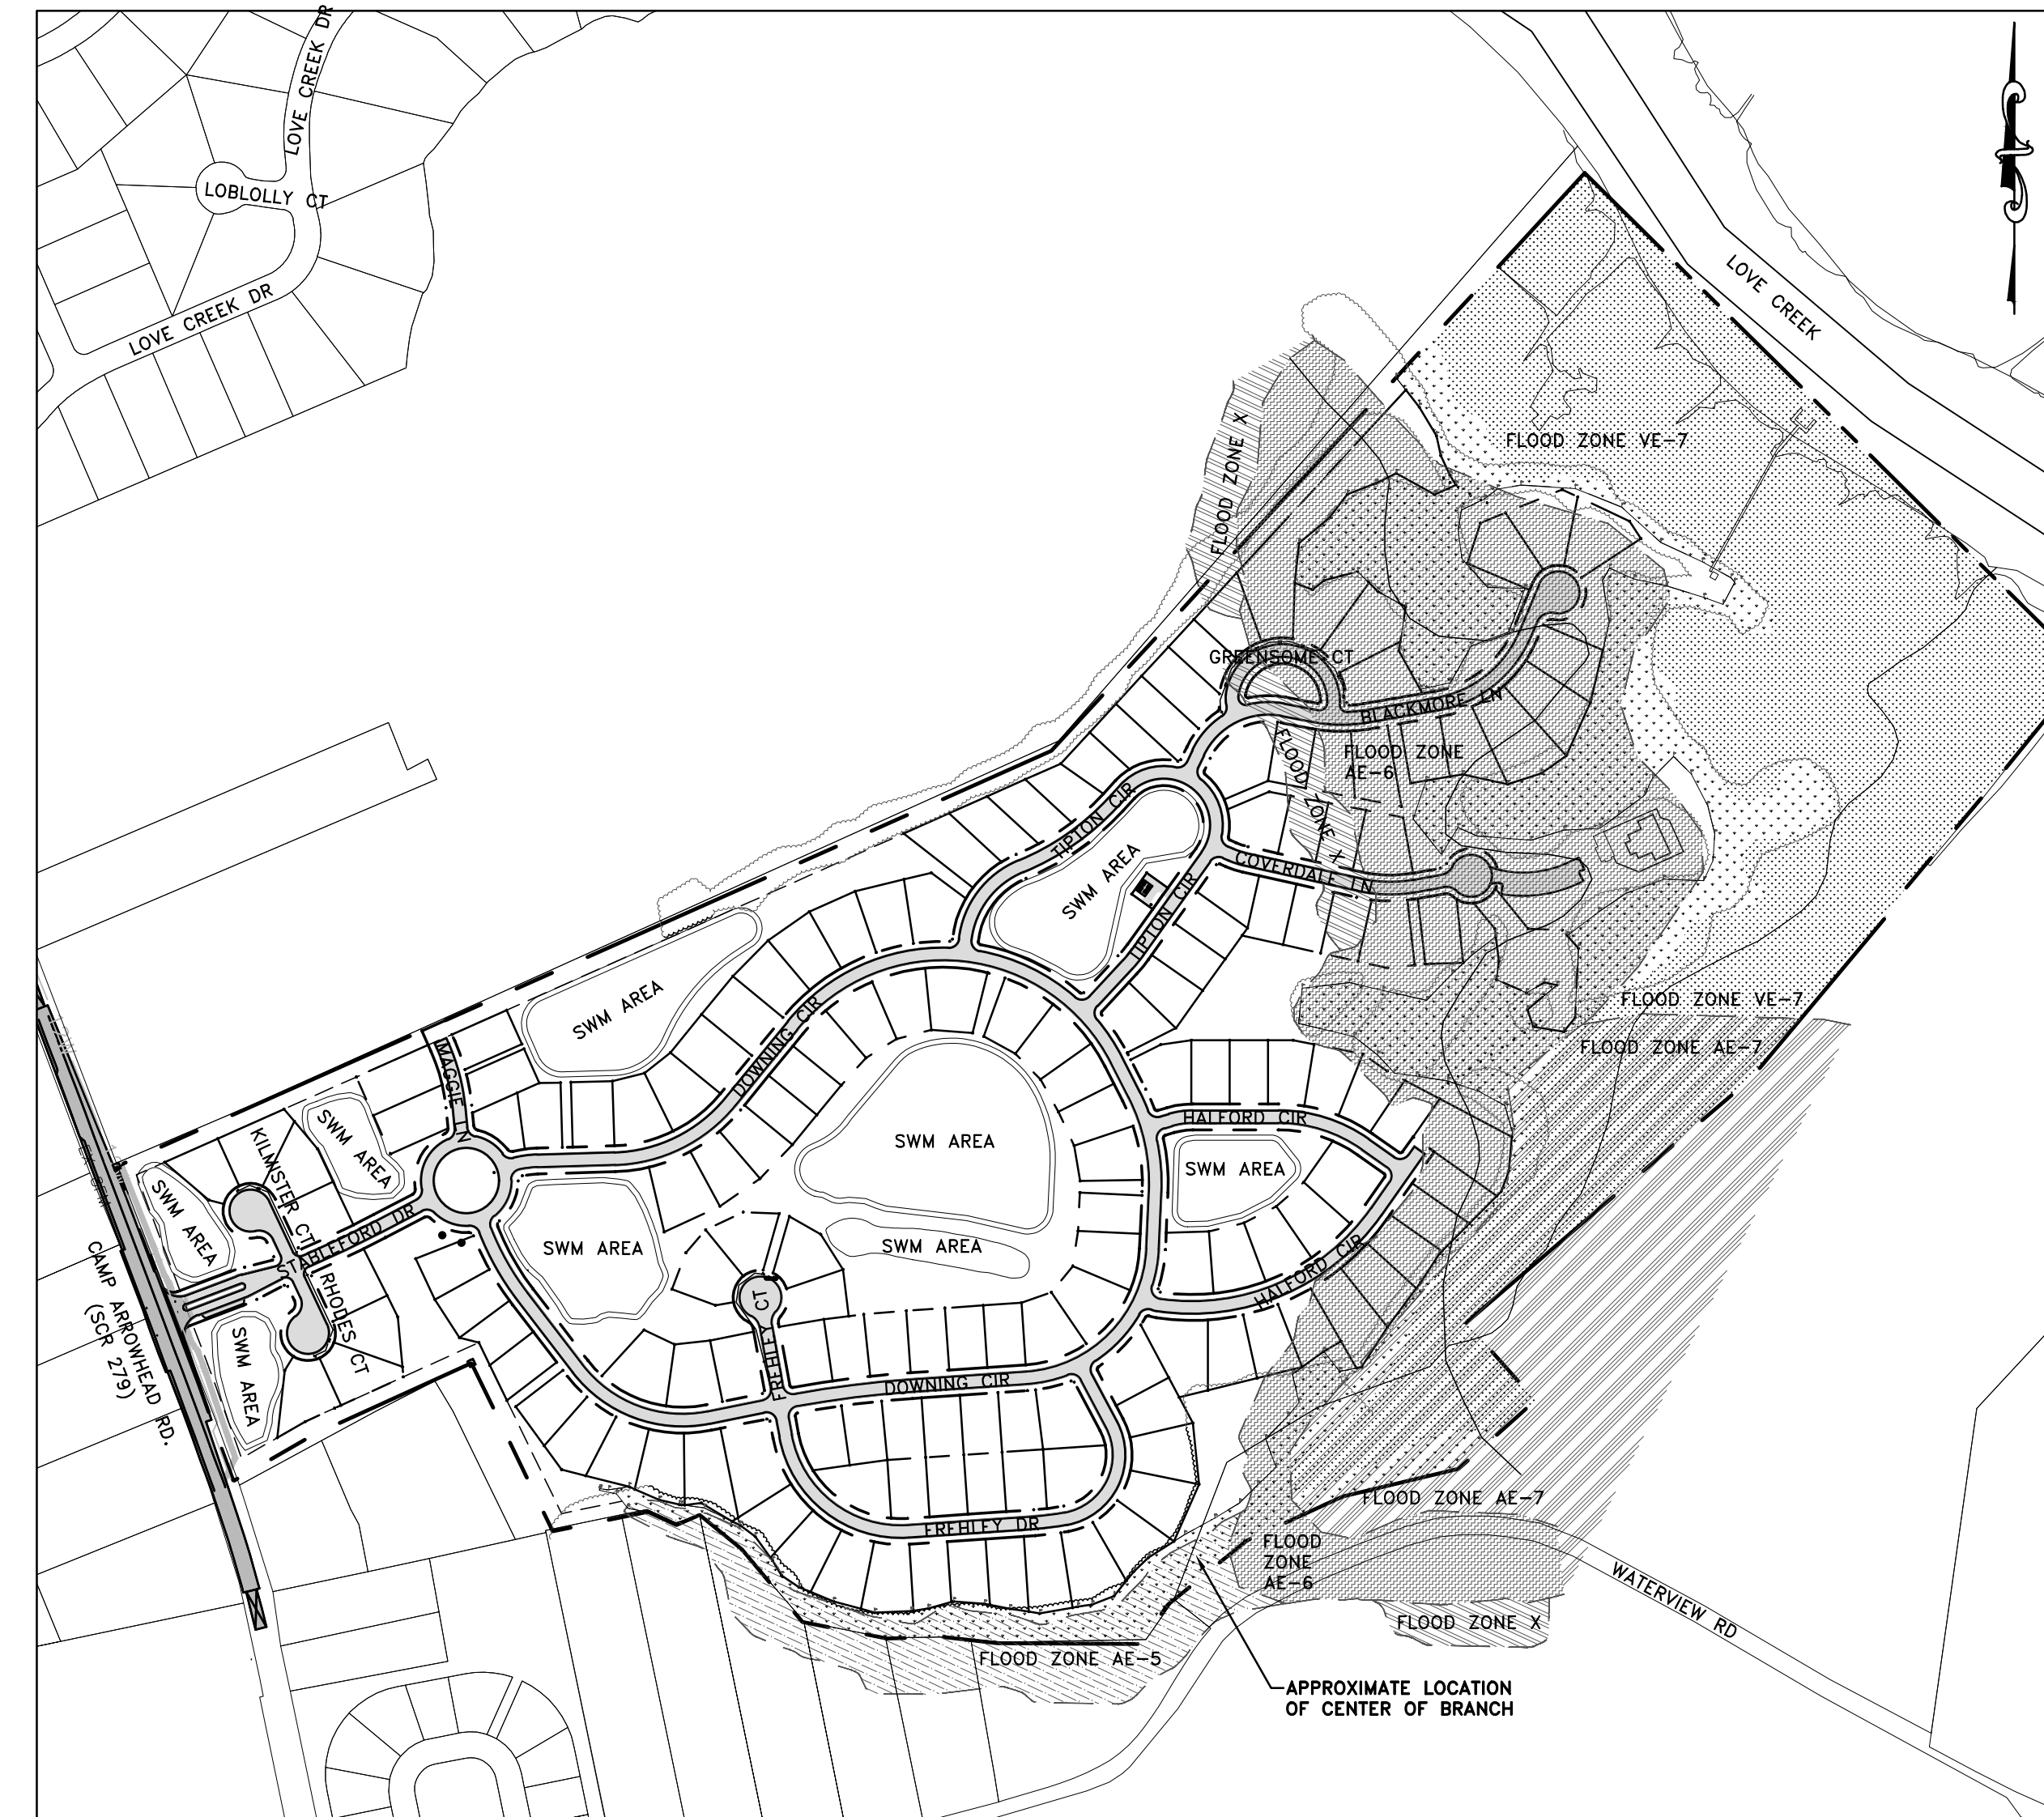 LOVE CREEK DR
LOBLOLLY CT
LOVE CREEK DR
LOVE CREEK
FLOOD ZONE VE-7
FLOOD ZONE X
GREENSOME CT
BLACKMORE LN
FLOOD ZONE
AE-6
FLOOD ZONE X
TIPTON CIR
SWM AREA
COVERDALE LN
TIPTON CIR
SWM AREA
DOWNING CIR
FLOOD ZONE VE-7
FLOOD ZONE AE-7
MAGGIE LN
SWM AREA
KILMISTER CT
SWM AREA
STABLEFORD DR
RHODES CT
SWM AREA
CAMP ARROWHEAD RD.
(SCR 279)
SWM AREA
SWM AREA
SWM AREA
HALFORD CIR
SWM AREA
HALFORD CIR
FREHLEY CT
DOWNING CIR
FREHLEY DR
FLOOD ZONE AE-7
FLOOD
ZONE
AE-6
FLOOD ZONE X
WATERVIEW RD
FLOOD ZONE AE-5
APPROXIMATE LOCATION
OF CENTER OF BRANCH